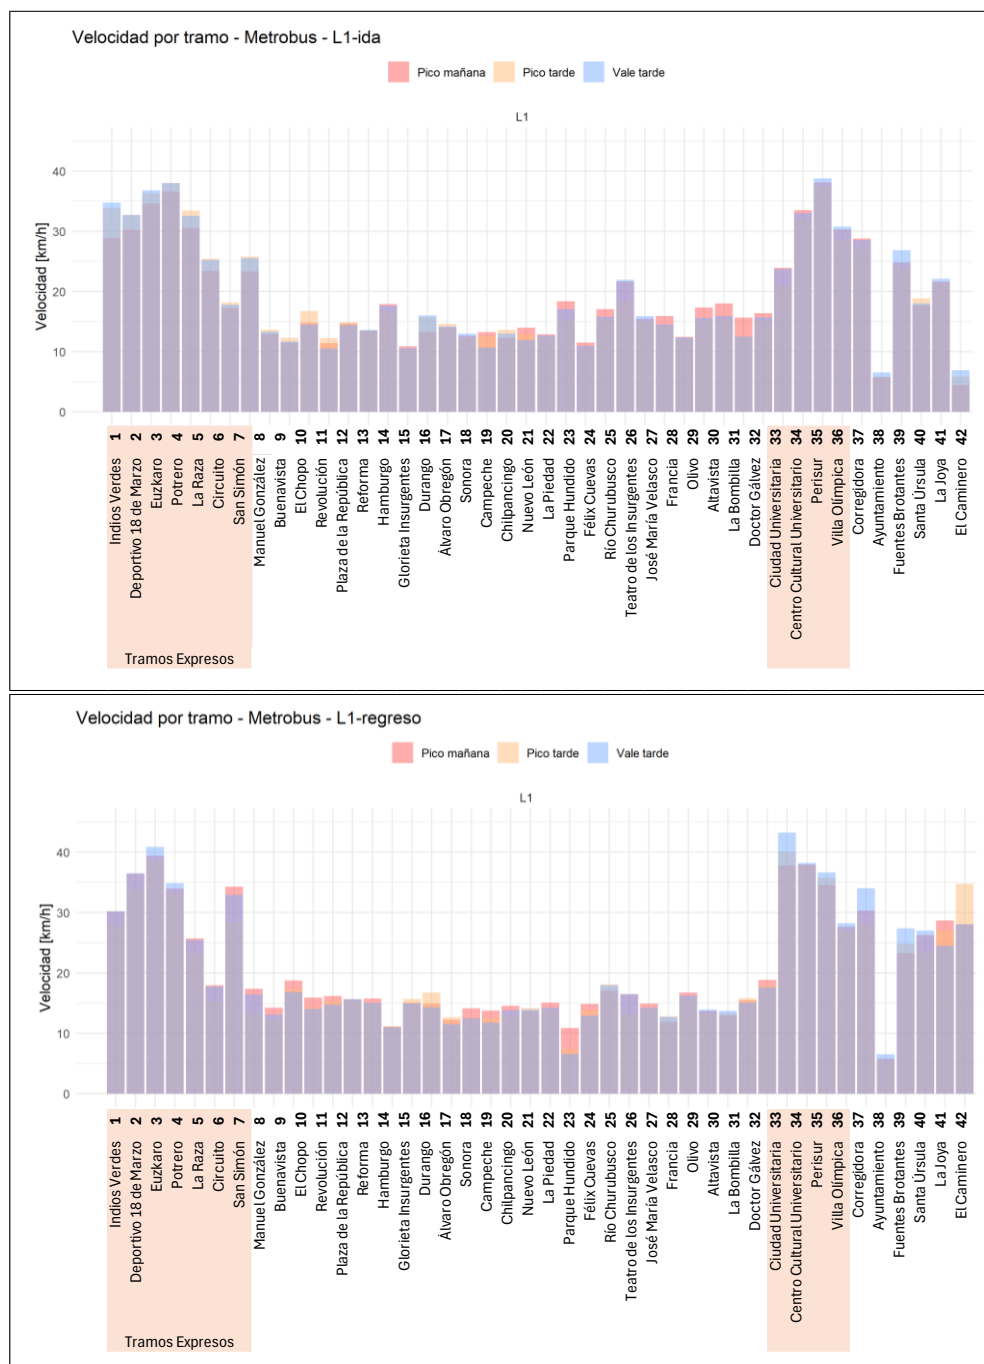 Velocidad por tramo - Metrobus - L1-ida
Pico mañana
Pico tarde
Vale tarde
L1
Velocidad [km/h]
40
30
20
10
0
1 Indios Verdes
2 Deportivo 18 de Marzo
3 Euzkaro
4 Potrero
5 La Raza
6 Circuito
7 San Simón
8 Manuel González
9 Buenavista
10 El Chopo
11 Revolución
12 Plaza de la República
13 Reforma
14 Hamburgo
15 Glorieta Insurgentes
16 Durango
17 Álvaro Obregón
18 Sonora
19 Campeche
20 Chilpancingo
21 Nuevo León
22 La Piedad
23 Parque Hundido
24 Félix Cuevas
25 Río Churubusco
26 Teatro de los Insurgentes
27 José María Velasco
28 Francia
29 Olivo
30 Altavista
31 La Bombilla
32 Doctor Gálvez
33 Ciudad Universitaria
34 Centro Cultural Universitario
35 Perisur
36 Villa Olímpica
37 Corregidora
38 Ayuntamiento
39 Fuentes Brotantes
40 Santa Úrsula
41 La Joya
42 El Caminero
Tramos Expresos
Velocidad por tramo - Metrobus - L1-regreso
Pico mañana
Pico tarde
Vale tarde
L1
Velocidad [km/h]
40
30
20
10
0
1 Indios Verdes
2 Deportivo 18 de Marzo
3 Euzkaro
4 Potrero
5 La Raza
6 Circuito
7 San Simón
8 Manuel González
9 Buenavista
10 El Chopo
11 Revolución
12 Plaza de la República
13 Reforma
14 Hamburgo
15 Glorieta Insurgentes
16 Durango
17 Álvaro Obregón
18 Sonora
19 Campeche
20 Chilpancingo
21 Nuevo León
22 La Piedad
23 Parque Hundido
24 Félix Cuevas
25 Río Churubusco
26 Teatro de los Insurgentes
27 José María Velasco
28 Francia
29 Olivo
30 Altavista
31 La Bombilla
32 Doctor Gálvez
33 Ciudad Universitaria
34 Centro Cultural Universitario
35 Perisur
36 Villa Olímpica
37 Corregidora
38 Ayuntamiento
39 Fuentes Brotantes
40 Santa Úrsula
41 La Joya
42 El Caminero
Tramos Expresos